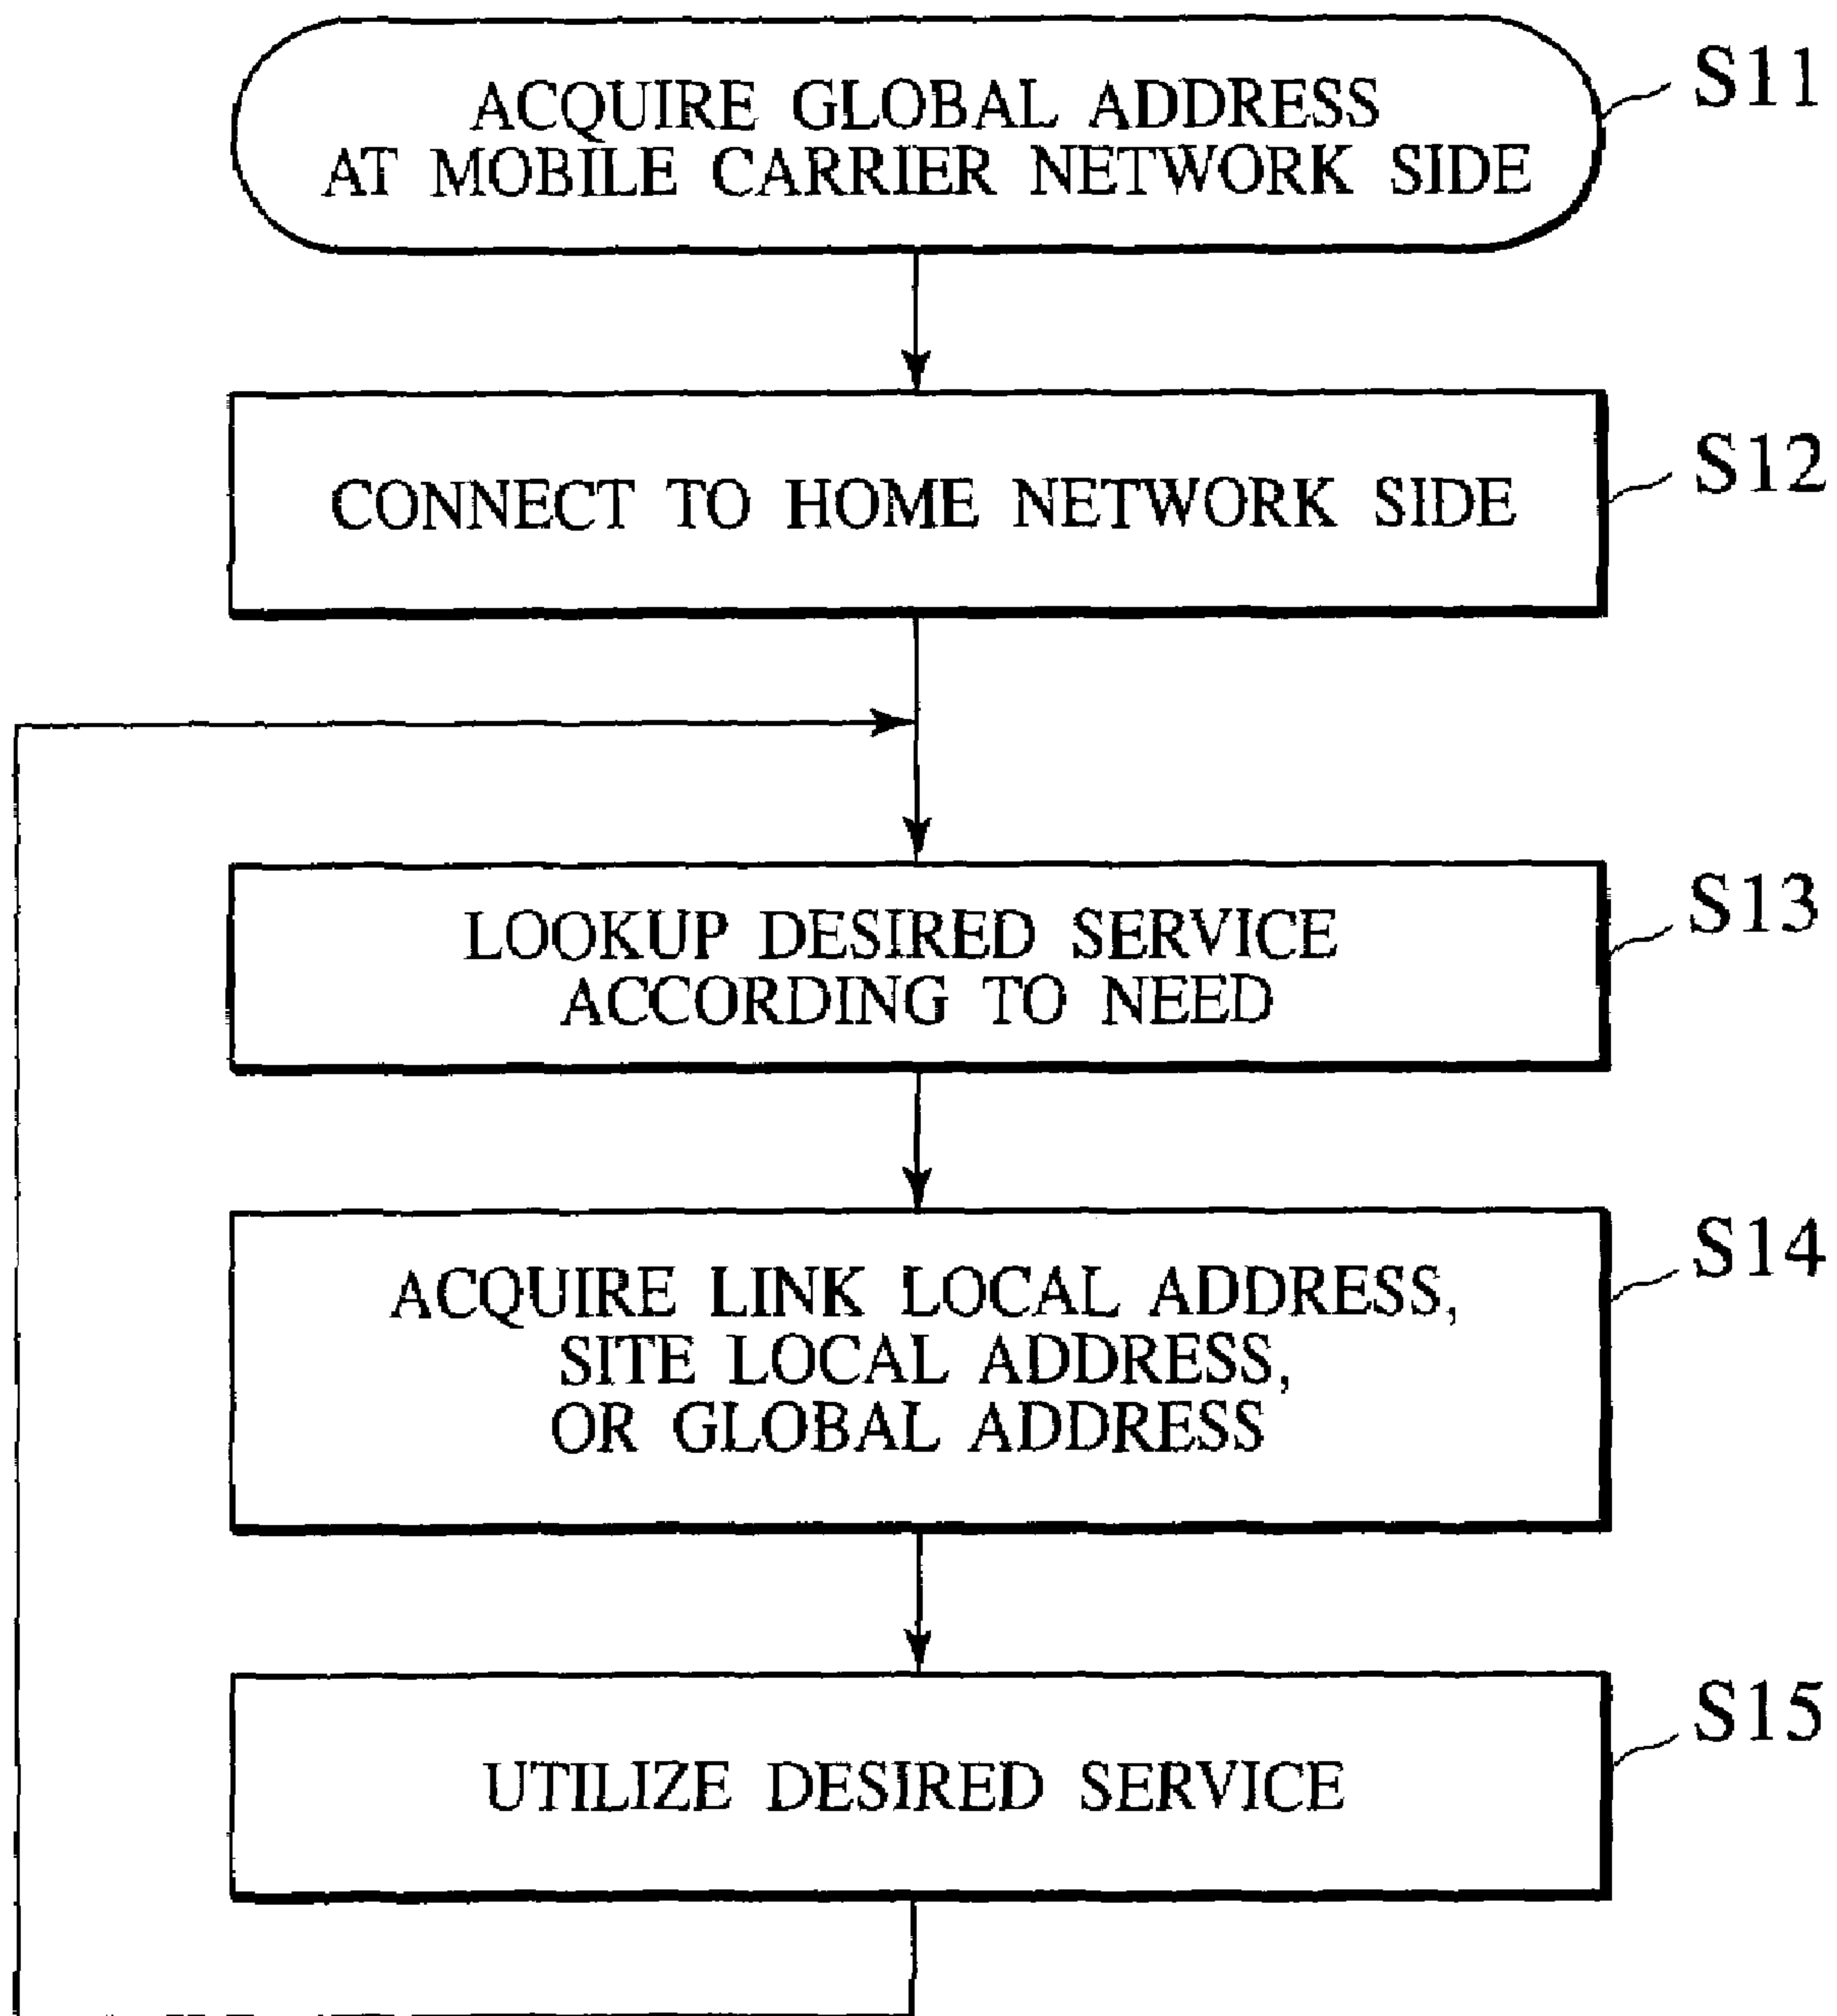 ACQUIRE GLOBAL ADDRESS
AT MOBILE CARRIER NETWORK SIDE
S11
CONNECT TO HOME NETWORK SIDE
S12
LOOKUP DESIRED SERVICE
ACCORDING TO NEED
S13
ACQUIRE LINK LOCAL ADDRESS,
SITE LOCAL ADDRESS,
OR GLOBAL ADDRESS
S14
UTILIZE DESIRED SERVICE
S15